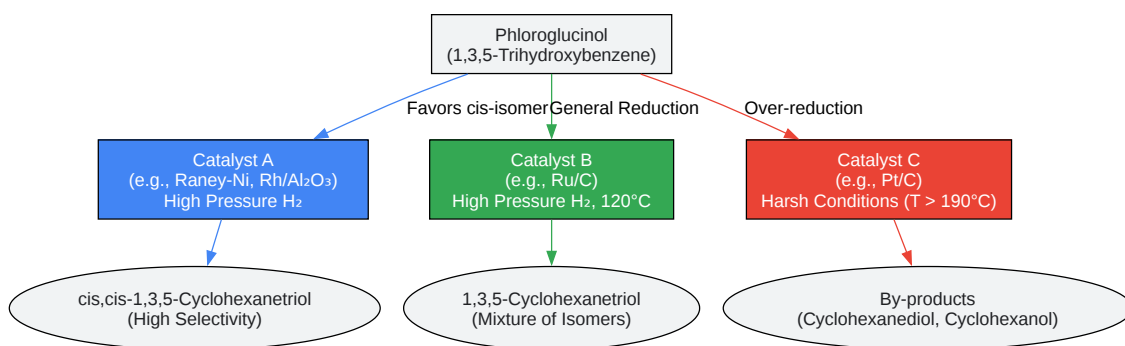 Phloroglucinol
(1,3,5-Trihydroxybenzene)
Favors cis-isomer
General Reduction
Over-reduction
Catalyst A
(e.g., Raney-Ni, Rh/Al₂O₃)
High Pressure H₂
Catalyst B
(e.g., Ru/C)
High Pressure H₂, 120°C
Catalyst C
(e.g., Pt/C)
Harsh Conditions (T > 190°C)
cis,cis-1,3,5-Cyclohexanetriol
(High Selectivity)
1,3,5-Cyclohexanetriol
(Mixture of Isomers)
By-products
(Cyclohexanediol, Cyclohexanol)